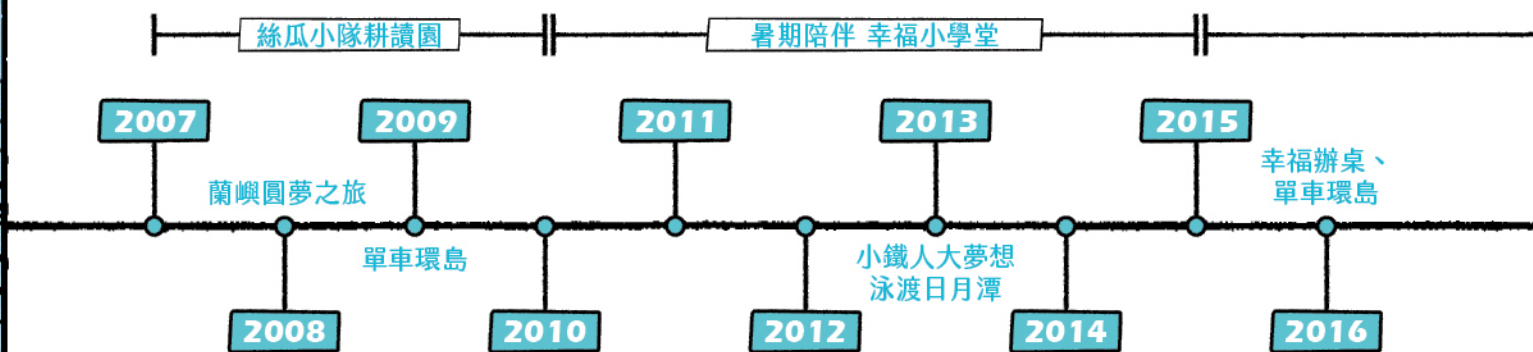 絲瓜小隊耕讀園
暑期陪伴 幸福小學堂
2007
2009
2011
2013
2015
蘭嶼圓夢之旅
幸福辦桌、
單車環島
單車環島
小鐵人大夢想
泳渡日月潭
2008
2010
2012
2014
2016